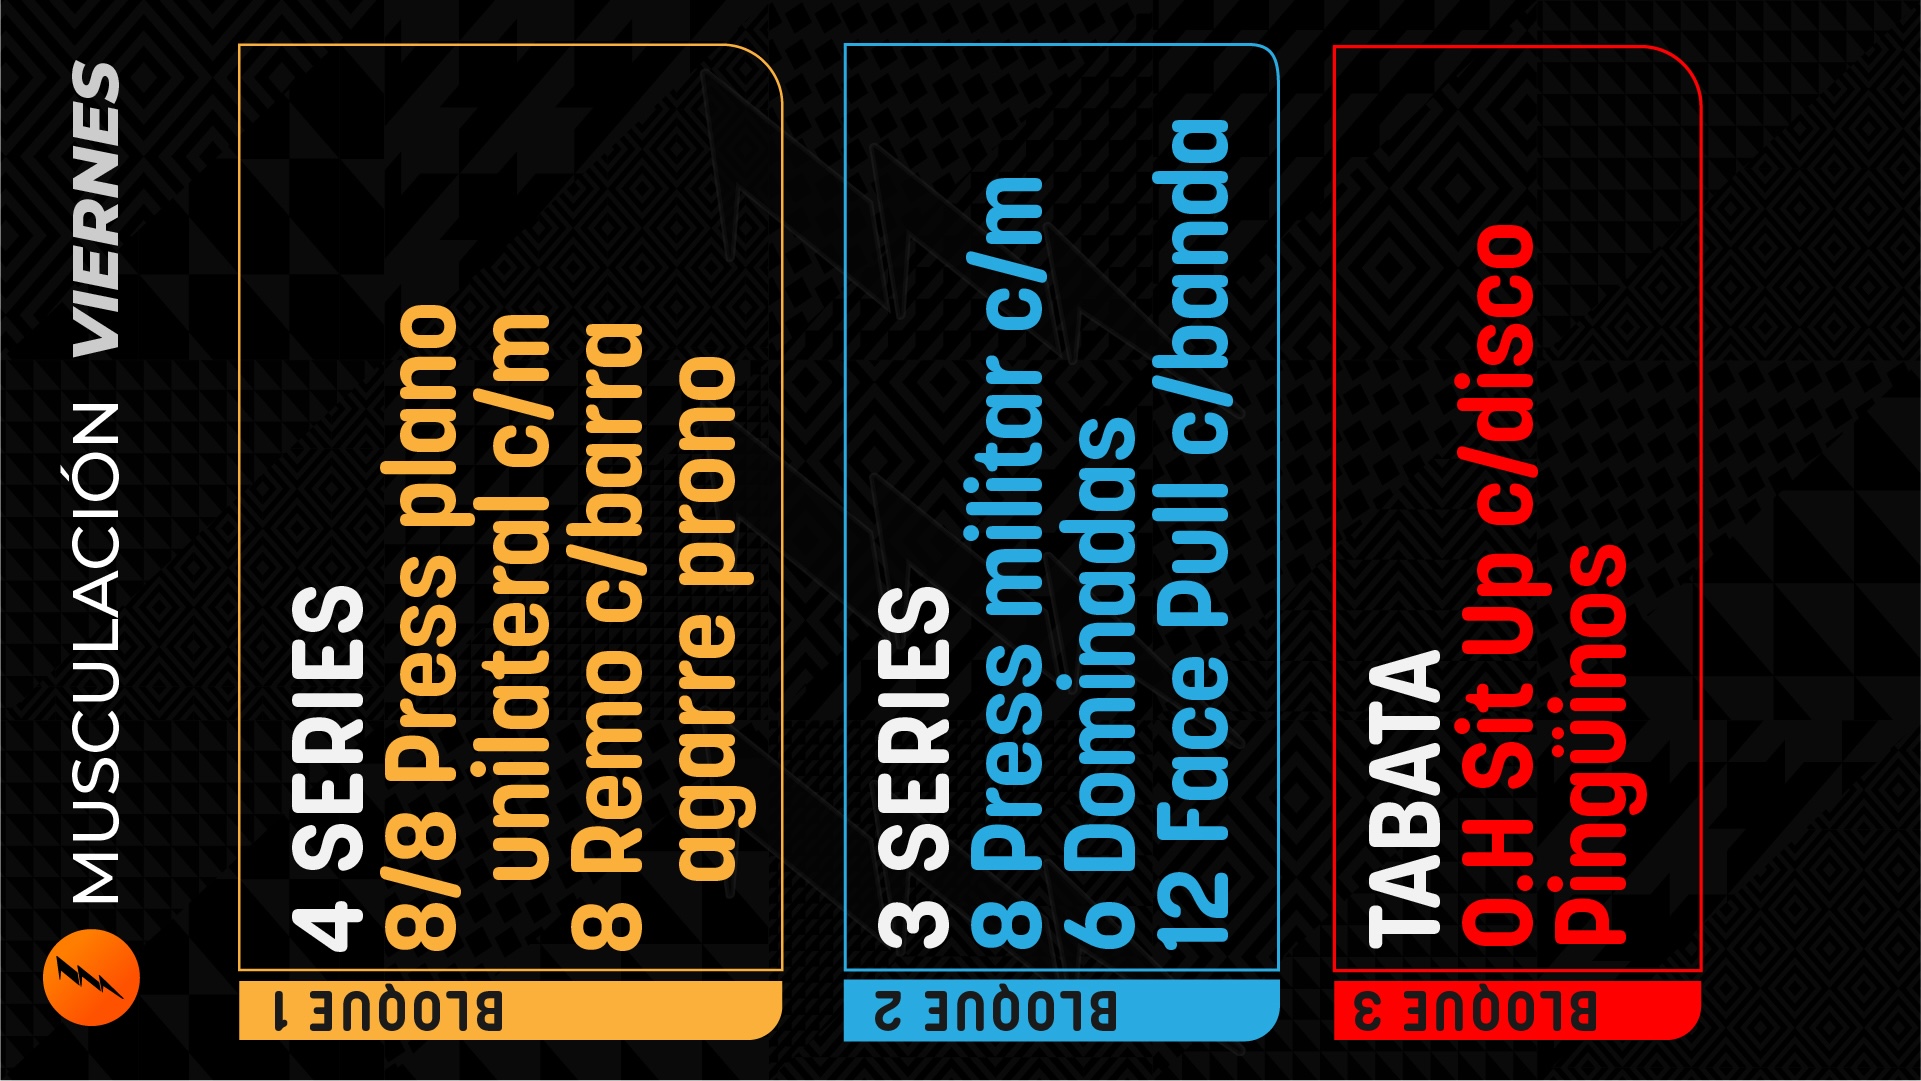 MUSCULACIÓN VIERNES
BLOQUE 1
4 SERIES
8/8 Press plano
unilateral c/m
8 Remo c/barra
agarre prono
BLOQUE 2
3 SERIES
8 Press militar c/m
6 Dominadas
12 Face Pull c/banda
BLOQUE 3
TABATA
O.H Sit Up c/disco
Pingüinos